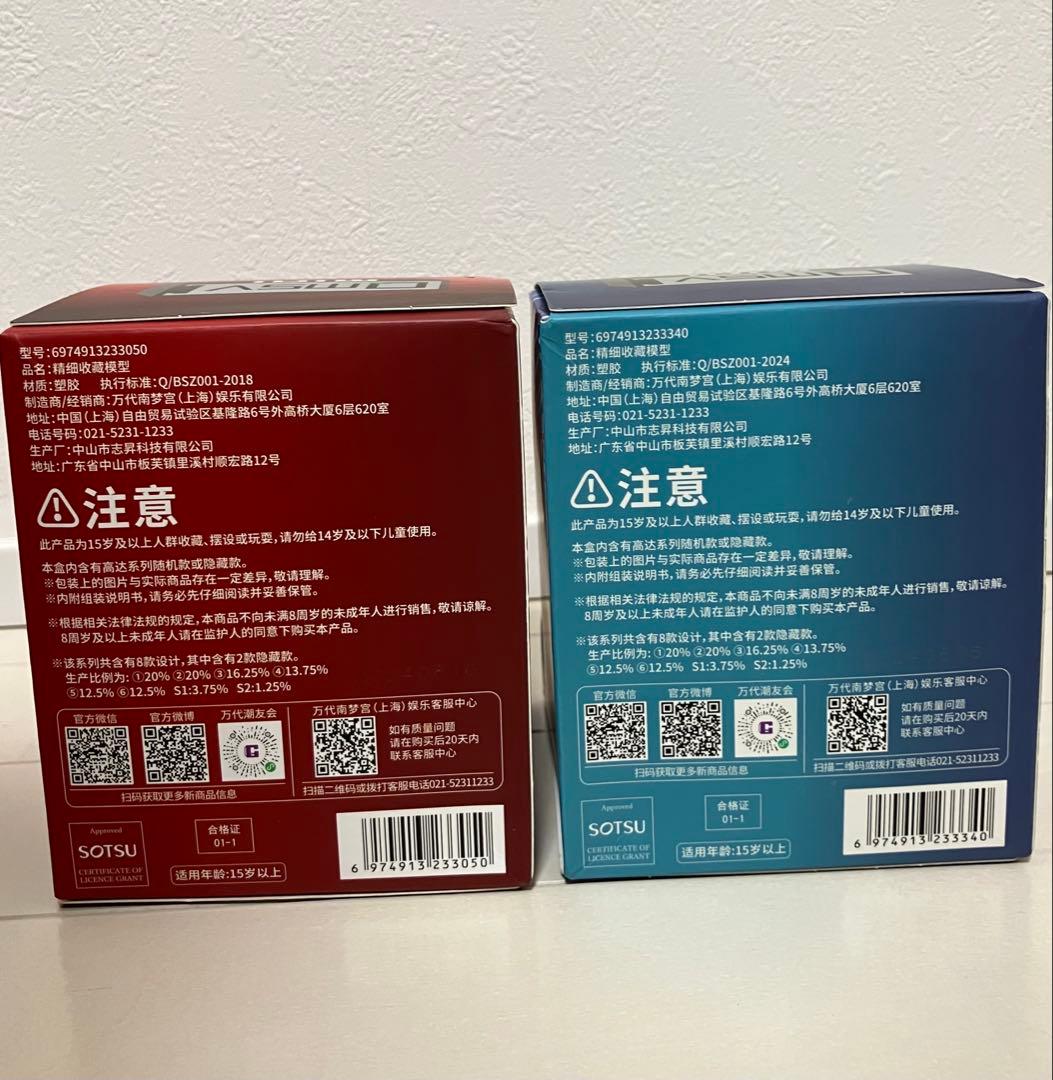 型号:6974913233050
品名:精细收藏模型
材质:塑胶 执行标准:Q/BSZ001-2018
制造商/经销商:万代南梦宫(上海)娱乐有限公司
地址:中国(上海)自由贸易试验区基隆路6号外高桥大厦6层620室
电话号码:021-5231-1233
生产厂:中山市志昇科技有限公司
地址:广东省中山市板芙镇里溪村顺宏路12号
注意
此产品为15岁及以上人群收藏、摆设或玩耍,请勿给14岁及以下儿童使用。
本盒内含有高达系列随机款或隐藏款。
※包装上的图片与实际商品存在一定差异,敬请理解。
※内附组装说明书,请务必先仔细阅读并妥善保管。
※根据相关法律法规的规定,本商品不向未满8周岁的未成年人进行销售,敬请谅解。
8周岁及以上未成年人请在监护人的同意下购买本产品。
※该系列共含有8款设计,其中含有2款隐藏款。
生产比例为: ①20% ②20% ③16.25% ④13.75%
⑤12.5% ⑥12.5% S1:3.75% S2:1.25%
官方微信 官方微博 万代潮友会
扫码获取更多新商品信息
万代南梦宫(上海)娱乐客服中心
如有质量问题
请在购买后20天内
联系客服中心
扫描二维码或拨打客服电话021-52311233
Approved
SOTSU
CERTIFICATE OF
LICENCE GRANT
合格证
01-1
适用年龄:15岁以上
6 974913 233050
型号:6974913233340
品名:精细收藏模型
材质:塑胶 执行标准:Q/BSZ001-2024
制造商/经销商:万代南梦宫(上海)娱乐有限公司
地址:中国(上海)自由贸易试验区基隆路6号外高桥大厦6层620室
电话号码:021-5231-1233
生产厂:中山市志昇科技有限公司
地址:广东省中山市板芙镇里溪村顺宏路12号
注意
此产品为15岁及以上人群收藏、摆设或玩耍,请勿给14岁及以下儿童使用。
本盒内含有高达系列随机款或隐藏款。
※包装上的图片与实际商品存在一定差异,敬请理解。
※内附组装说明书,请务必先仔细阅读并妥善保管。
※根据相关法律法规的规定,本商品不向未满8周岁的未成年人进行销售,敬请谅解。
8周岁及以上未成年人请在监护人的同意下购买本产品。
※该系列共含有8款设计,其中含有2款隐藏款。
生产比例为: ①20% ②20% ③16.25% ④13.75%
⑤12.5% ⑥12.5% S1:3.75% S2:1.25%
官方微信 官方微博 万代潮友会
扫码获取更多新商品信息
万代南梦宫(上海)娱乐客服中心
如有质量问题
请在购买后20天内
联系客服中心
扫描二维码或拨打客服电话021-52311233
Approved
SOTSU
CERTIFICATE OF
LICENCE GRANT
合格证
01-1
适用年龄:15岁以上
6 974913 233340